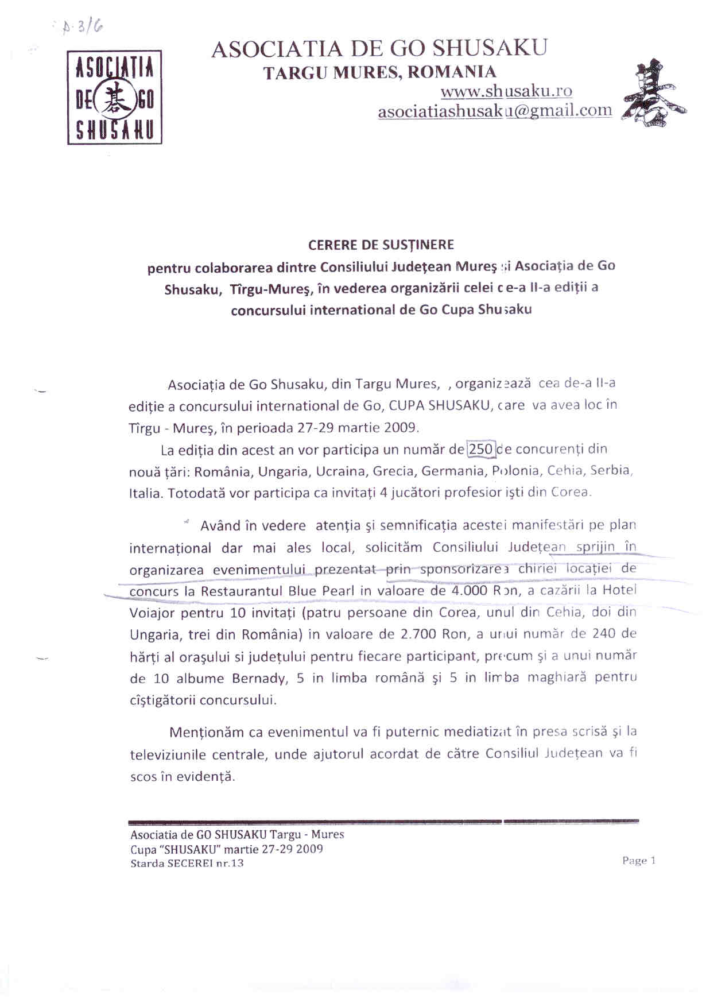 A. 3/6
ASOCIATIA
DE 碁 GO
SHUSAKU
ASOCIATIA DE GO SHUSAKU
TARGU MURES, ROMANIA
www.shusaku.ro
asociatiashusaku@gmail.com
碁
CERERE DE SUSŢINERE
pentru colaborarea dintre Consiliului Judeţean Mureş şi Asociaţia de Go
Shusaku, Tîrgu-Mureş, în vederea organizării celei ce-a II-a ediţii a
concursului international de Go Cupa Shusaku
Asociaţia de Go Shusaku, din Targu Mures, , organizează cea de-a II-a
ediţie a concursului international de Go, CUPA SHUSAKU, care va avea loc în
Tîrgu - Mureş, în perioada 27-29 martie 2009.
La ediţia din acest an vor participa un număr de 250 de concurenţi din
nouă ţări: România, Ungaria, Ucraina, Grecia, Germania, Polonia, Cehia, Serbia,
Italia. Totodată vor participa ca invitaţi 4 jucători profesiorişti din Corea.
Având în vedere atenţia şi semnificaţia acestei manifestări pe plan
internaţional dar mai ales local, solicităm Consiliului Judeţean sprijin în
organizarea evenimentului prezentat prin sponsorizarea chiriei locaţiei de
concurs la Restaurantul Blue Pearl in valoare de 4.000 Ron, a cazării la Hotel
Voiajor pentru 10 invitaţi (patru persoane din Corea, unul din Cehia, doi din
Ungaria, trei din România) in valoare de 2.700 Ron, a unui număr de 240 de
hărţi al oraşului si judeţului pentru fiecare participant, precum şi a unui număr
de 10 albume Bernady, 5 in limba română şi 5 in limba maghiară pentru
cîştigătorii concursului.
Menţionăm ca evenimentul va fi puternic mediatizat în presa scrisă şi la
televiziunile centrale, unde ajutorul acordat de către Consiliul Judeţean va fi
scos în evidenţă.
Asociatia de GO SHUSAKU Targu - Mures
Cupa "SHUSAKU" martie 27-29 2009
Starda SECEREI nr.13
Page 1